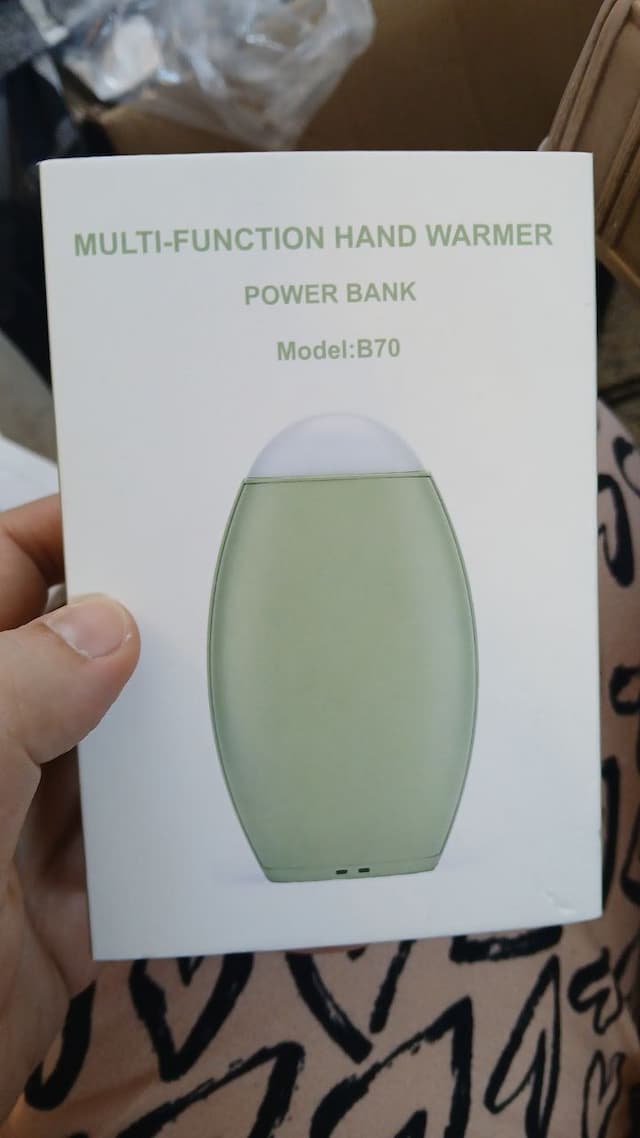 MULTI-FUNCTION HAND WARMER
POWER BANK
Model:B70